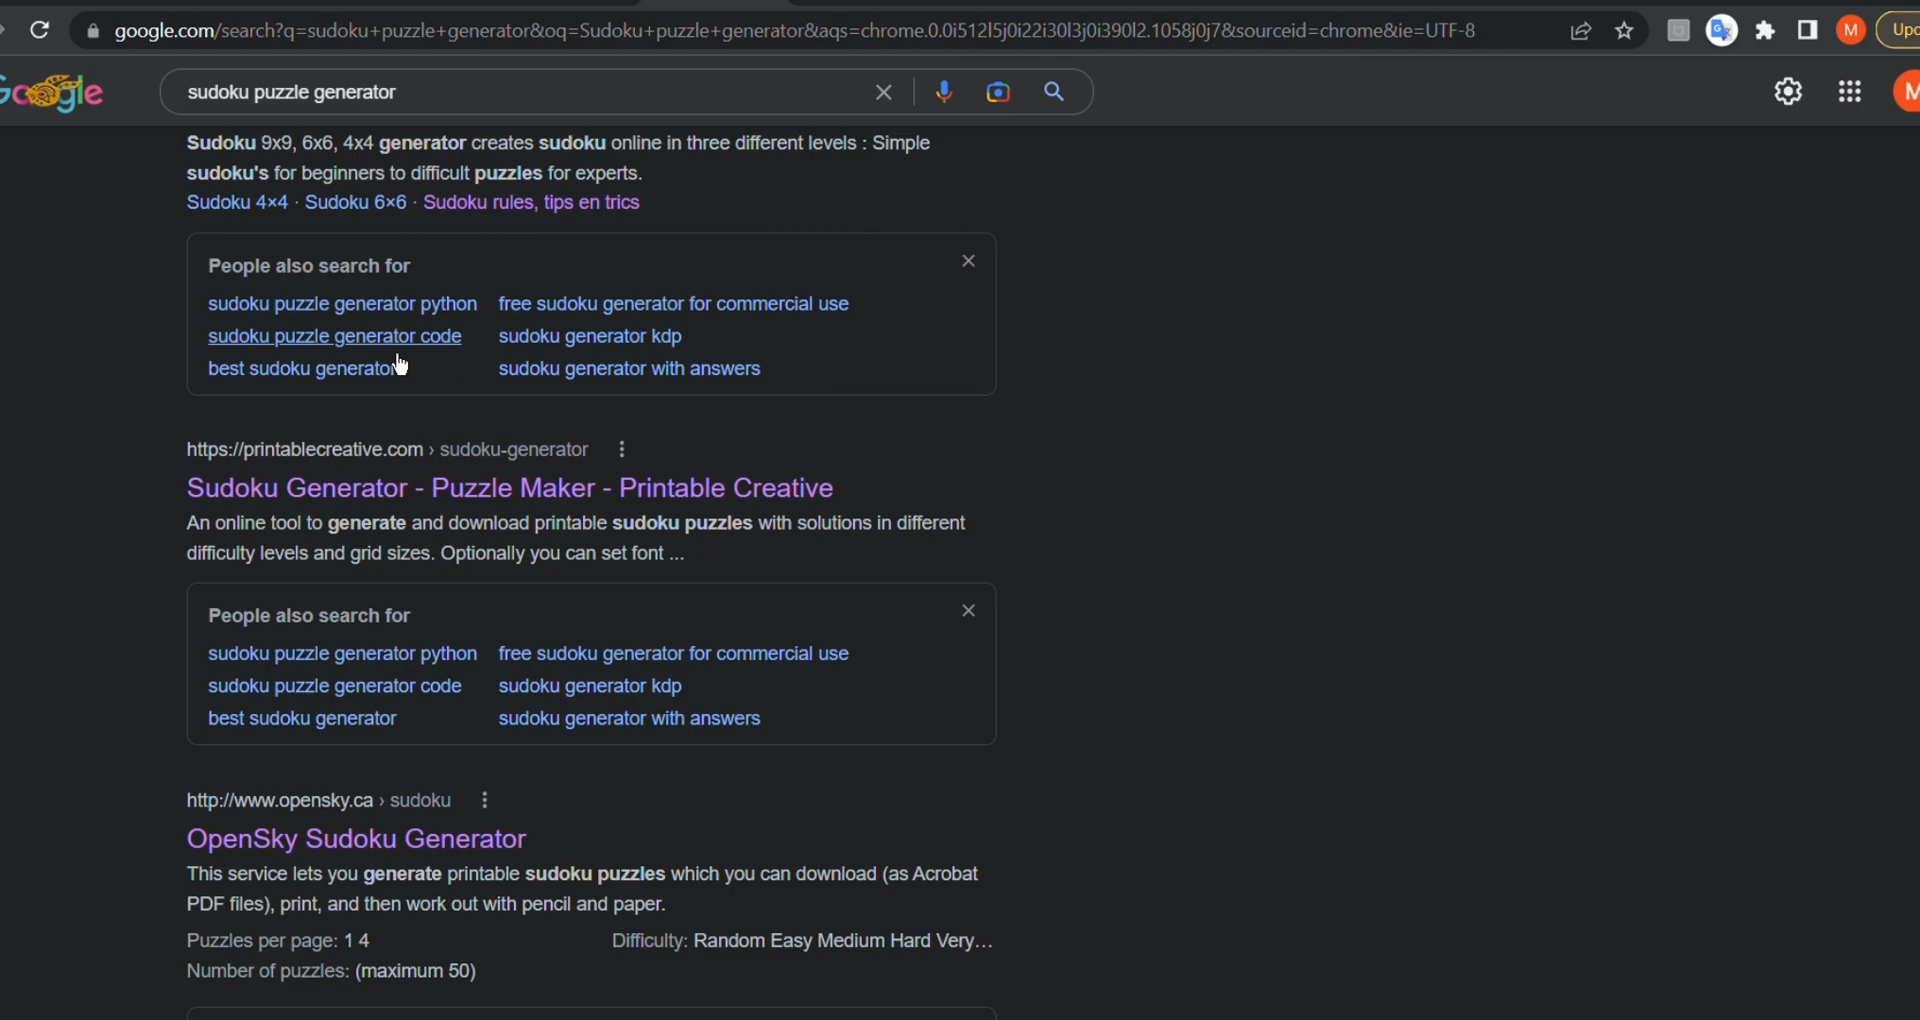 google.com/search?q=sudoku+puzzle+generator&oq=Sudoku+puzzle+generator&aqs=chrome.0.0i512l5j0i22i30l3j0i390l2.1058j0j7&sourceid=chrome&ie=UTF-8
M
Google
sudoku puzzle generator
M
Sudoku 9x9, 6x6, 4x4 generator creates sudoku online in three different levels : Simple
sudoku's for beginners to difficult puzzles for experts.
Sudoku 4×4 · Sudoku 6×6 · Sudoku rules, tips en trics
People also search for
sudoku puzzle generator python free sudoku generator for commercial use
sudoku puzzle generator code sudoku generator kdp
best sudoku generator sudoku generator with answers
https://printablecreative.com › sudoku-generator
Sudoku Generator - Puzzle Maker - Printable Creative
An online tool to generate and download printable sudoku puzzles with solutions in different
difficulty levels and grid sizes. Optionally you can set font ...
People also search for
sudoku puzzle generator python free sudoku generator for commercial use
sudoku puzzle generator code sudoku generator kdp
best sudoku generator sudoku generator with answers
http://www.opensky.ca › sudoku
OpenSky Sudoku Generator
This service lets you generate printable sudoku puzzles which you can download (as Acrobat
PDF files), print, and then work out with pencil and paper.
Puzzles per page: 1 4 Difficulty: Random Easy Medium Hard Very...
Number of puzzles: (maximum 50)